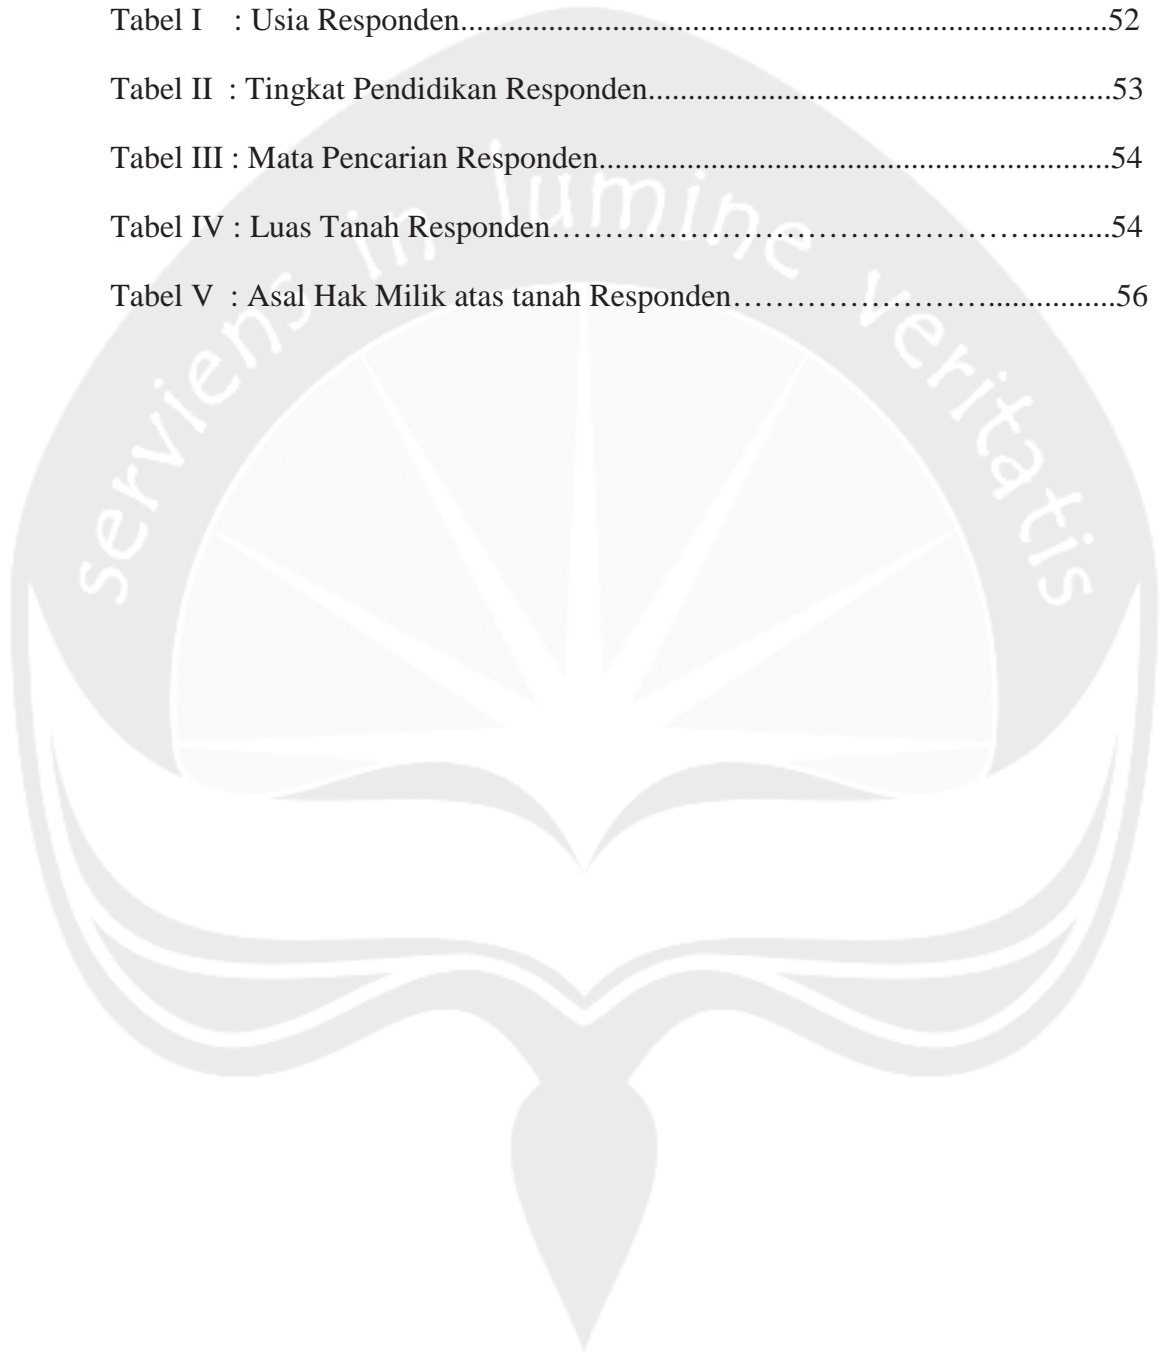 Tabel I : Usia Responden................................................................................52
Tabel II : Tingkat Pendidikan Responden.........................................................53
Tabel III : Mata Pencarian Responden...............................................................54
Tabel IV : Luas Tanah Responden……………………………………………..........54
Tabel V : Asal Hak Milik atas tanah Responden……………………….................56
serviens in lumine veritatis